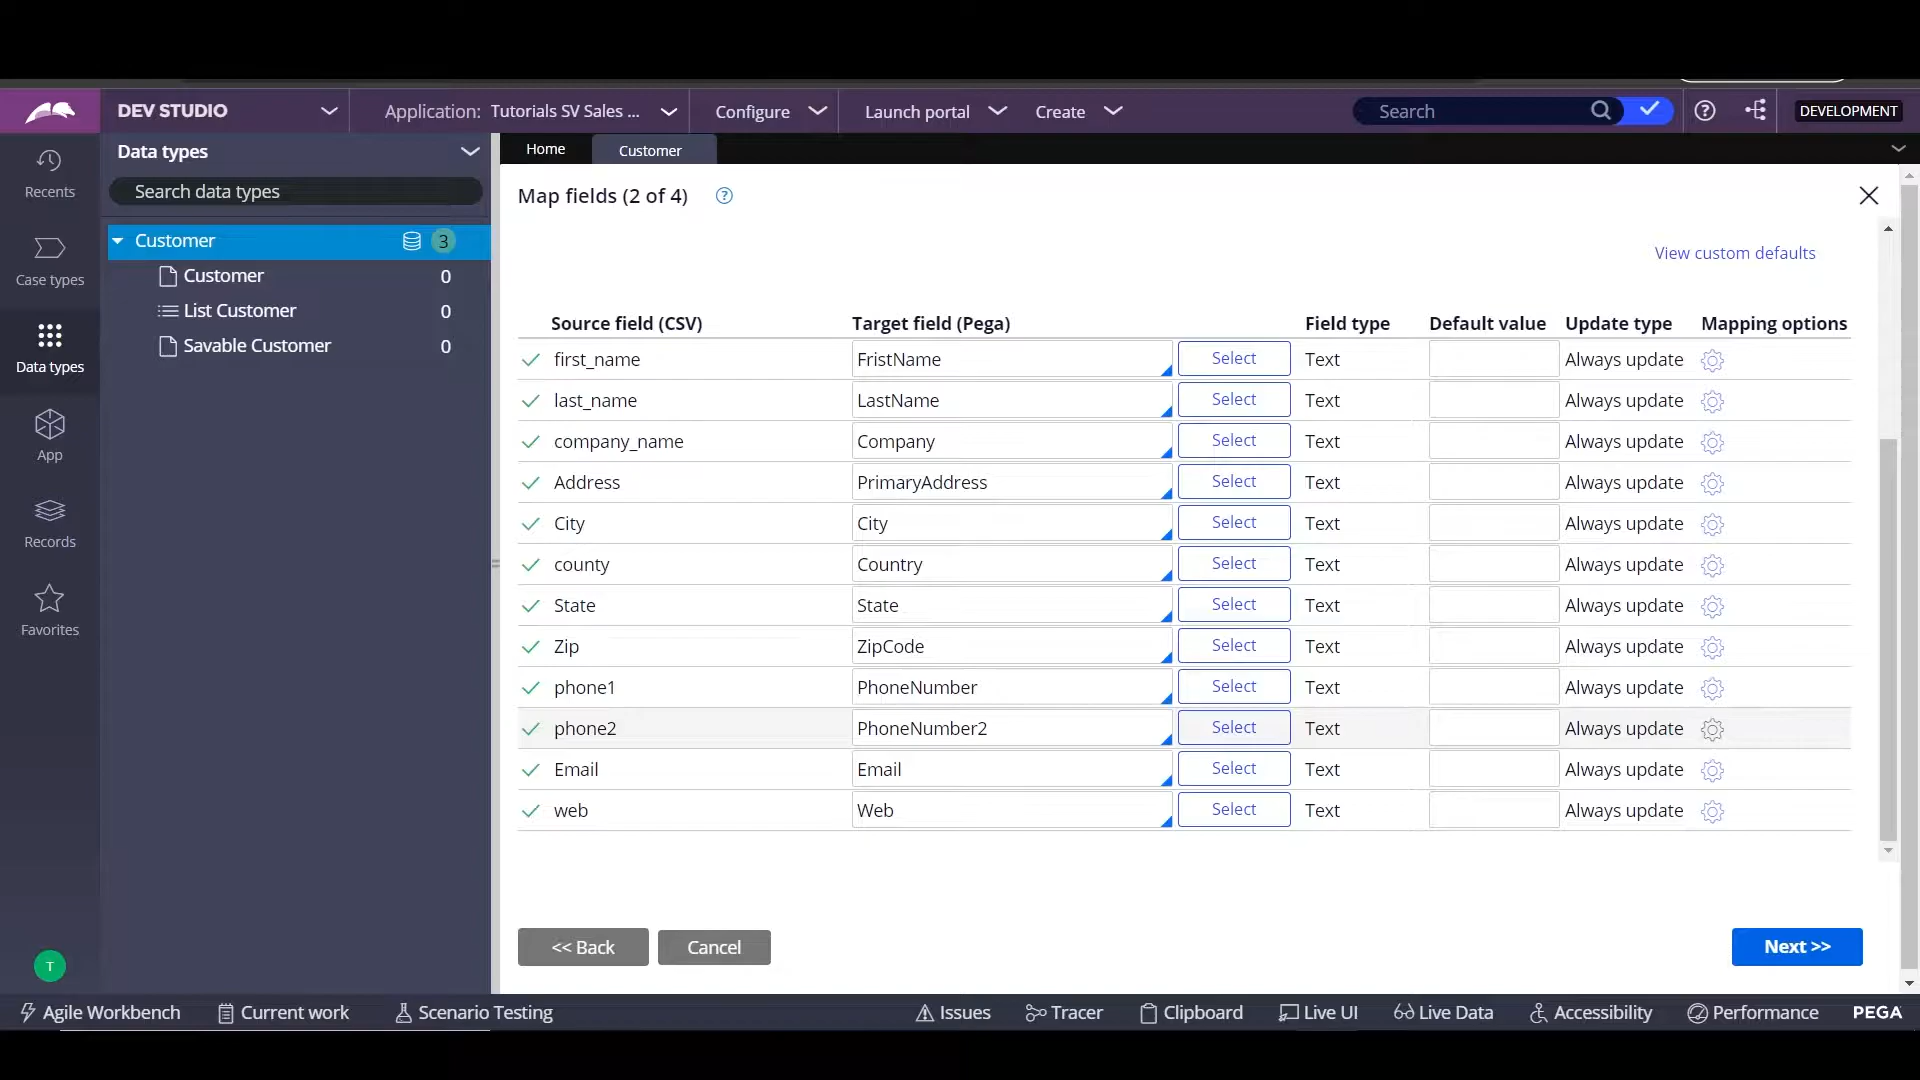 DEV STUDIO
Application: Tutorials SV Sales ...
Configure
Launch portal
Create
Search
DEVELOPMENT
Recents
Case types
Data types
App
Records
Favorites
T
Data types
Search data types
Customer 3
Customer 0
List Customer 0
Savable Customer 0
Home
Customer
Map fields (2 of 4) ?
View custom defaults
Source field (CSV) Target field (Pega) Field type Default value Update type Mapping options
first_name FristName Select Text Always update
last_name LastName Select Text Always update
company_name Company Select Text Always update
Address PrimaryAddress Select Text Always update
City City Select Text Always update
county Country Select Text Always update
State State Select Text Always update
Zip ZipCode Select Text Always update
phone1 PhoneNumber Select Text Always update
phone2 PhoneNumber2 Select Text Always update
Email Email Select Text Always update
web Web Select Text Always update
<< Back
Cancel
Next >>
Agile Workbench
Current work
Scenario Testing
Issues
Tracer
Clipboard
Live UI
Live Data
Accessibility
Performance
PEGA